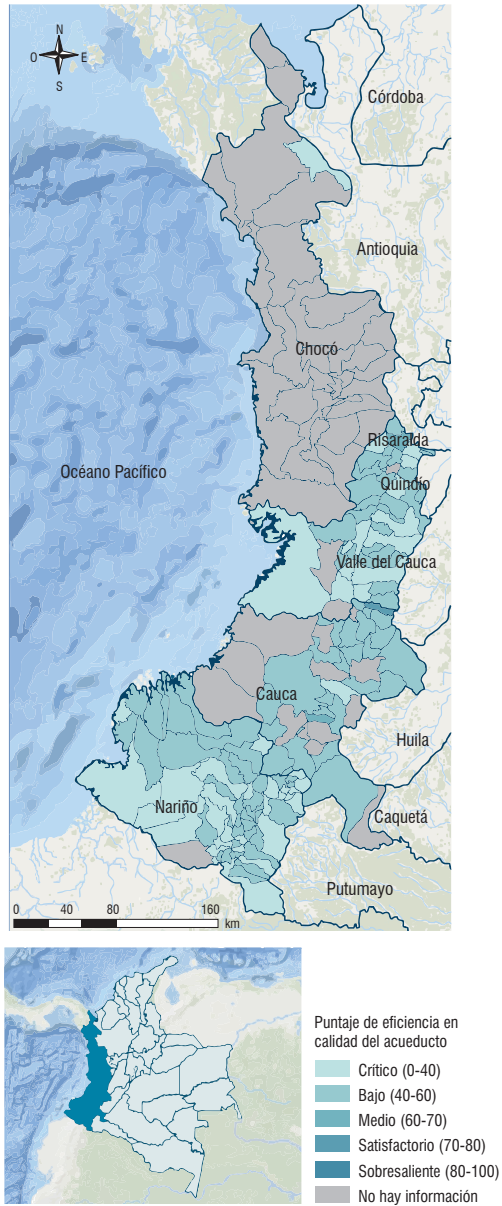 N
O
E
S
Córdoba
Antioquia
Chocó
Risaralda
Océano Pacífico
Quindío
Valle del Cauca
Cauca
Huila
Nariño
Caquetá
Putumayo
0 40 80 160
km
Puntaje de eficiencia en
calidad del acueducto
Crítico (0-40)
Bajo (40-60)
Medio (60-70)
Satisfactorio (70-80)
Sobresaliente (80-100)
No hay información